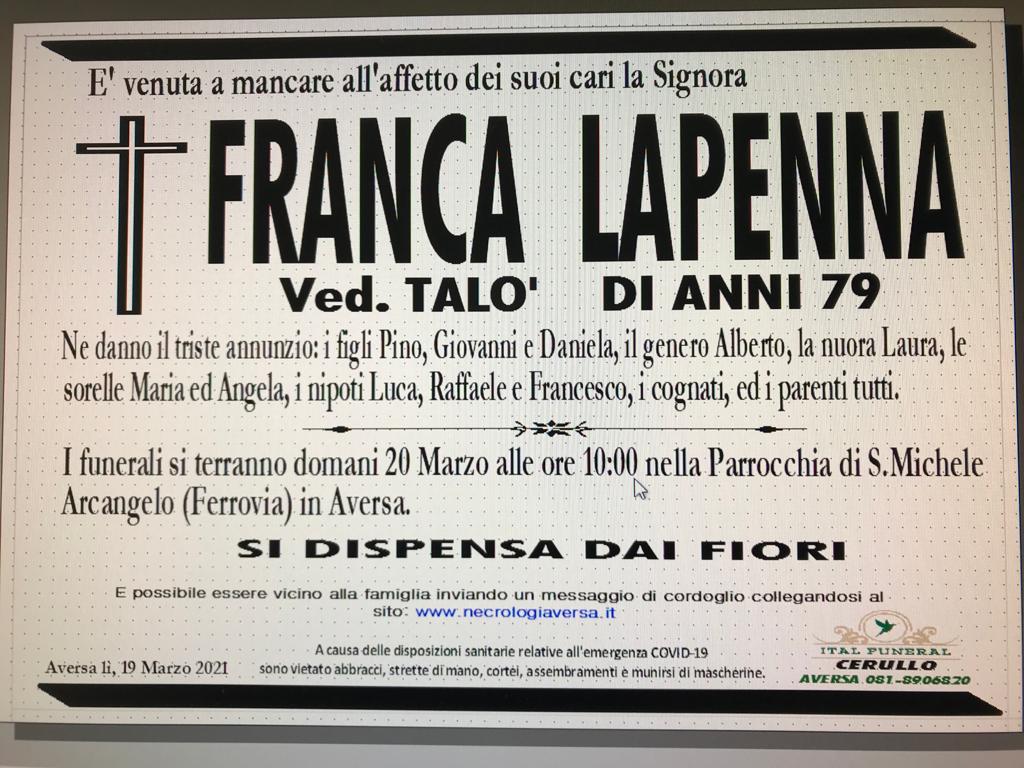 E' venuta a mancare all'affetto dei suoi cari la Signora
FRANCA LAPENNA
Ved. TALO' DI ANNI 79
Ne danno il triste annunzio: i figli Pino, Giovanni e Daniela, il genero Alberto, la nuora Laura, le
sorelle Maria ed Angela, i nipoti Luca, Raffaele e Francesco, i cognati, ed i parenti tutti.
I funerali si terranno domani 20 Marzo alle ore 10:00 nella Parrocchia di S.Michele
Arcangelo (Ferrovia) in Aversa.
SI DISPENSA DAI FIORI
E possibile essere vicino alla famiglia inviando un messaggio di cordoglio collegandosi al
sito: www.necrologiaversa.it
A causa delle disposizioni sanitarie relative all'emergenza COVID-19
sono vietato abbracci, strette di mano, cortei, assembramenti e munirsi di mascherine.
Aversa lì, 19 Marzo 2021
ITAL FUNERAL
CERULLO
AVERSA 081-8906820